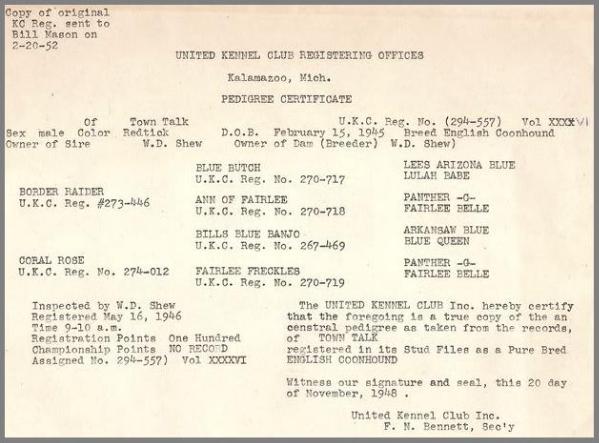 Copy of original
KC Reg. sent to
Bill Mason on
2-20-52
UNITED KENNEL CLUB REGISTERING OFFICES
Kalamazoo, Mich.
PEDIGREE CERTIFICATE
Of Town Talk U.K.C. Reg. No. (294-557) Vol XXXXVI
Sex male Color Redtick D.O.B. February 15, 1945 Breed English Coonhound
Owner of Sire W.D. Shew Owner of Dam (Breeder) W.D. Shew)
BLUE BUTCH LEES ARIZONA BLUE
U.K.C. Reg. No. 270-717 LULAH BABE
BORDER RAIDER
U.K.C. Reg. #273-446
ANN OF FAIRLEE PANTHER -G-
U.K.C. Reg. No. 270-718 FAIRLEE BELLE
BILLS BLUE BANJO ARKANSAW BLUE
U.K.C. Reg. No. 267-469 BLUE QUEEN
CORAL ROSE
U.K.C. Reg. No. 274-012
FAIRLEE FRECKLES PANTHER -G-
U.K.C. Reg. No. 270-719 FAIRLEE BELLE
Inspected by W.D. Shew
Registered May 16, 1946
Time 9-10 a.m.
Registration Points One Hundred
Championship Points NO RECORD
Assigned No. 294-557) Vol XXXXVI
The UNITED KENNEL CLUB Inc. hereby certify
that the foregoing is a true copy of the an
censtral pedigree as taken from the records,
of TOWN TALK
registered in its Stud Files as a Pure Bred
ENGLISH COONHOUND
Witness our signature and seal, this 20 day
of November, 1948 .
United Kennel Club Inc.
F. N. Bennett, Sec'y